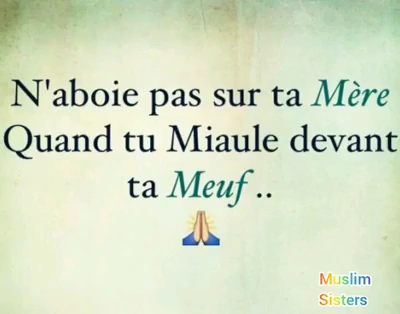 N'aboie pas sur ta Mère
Quand tu Miaule devant
ta Meuf ..
Muslim
Sisters